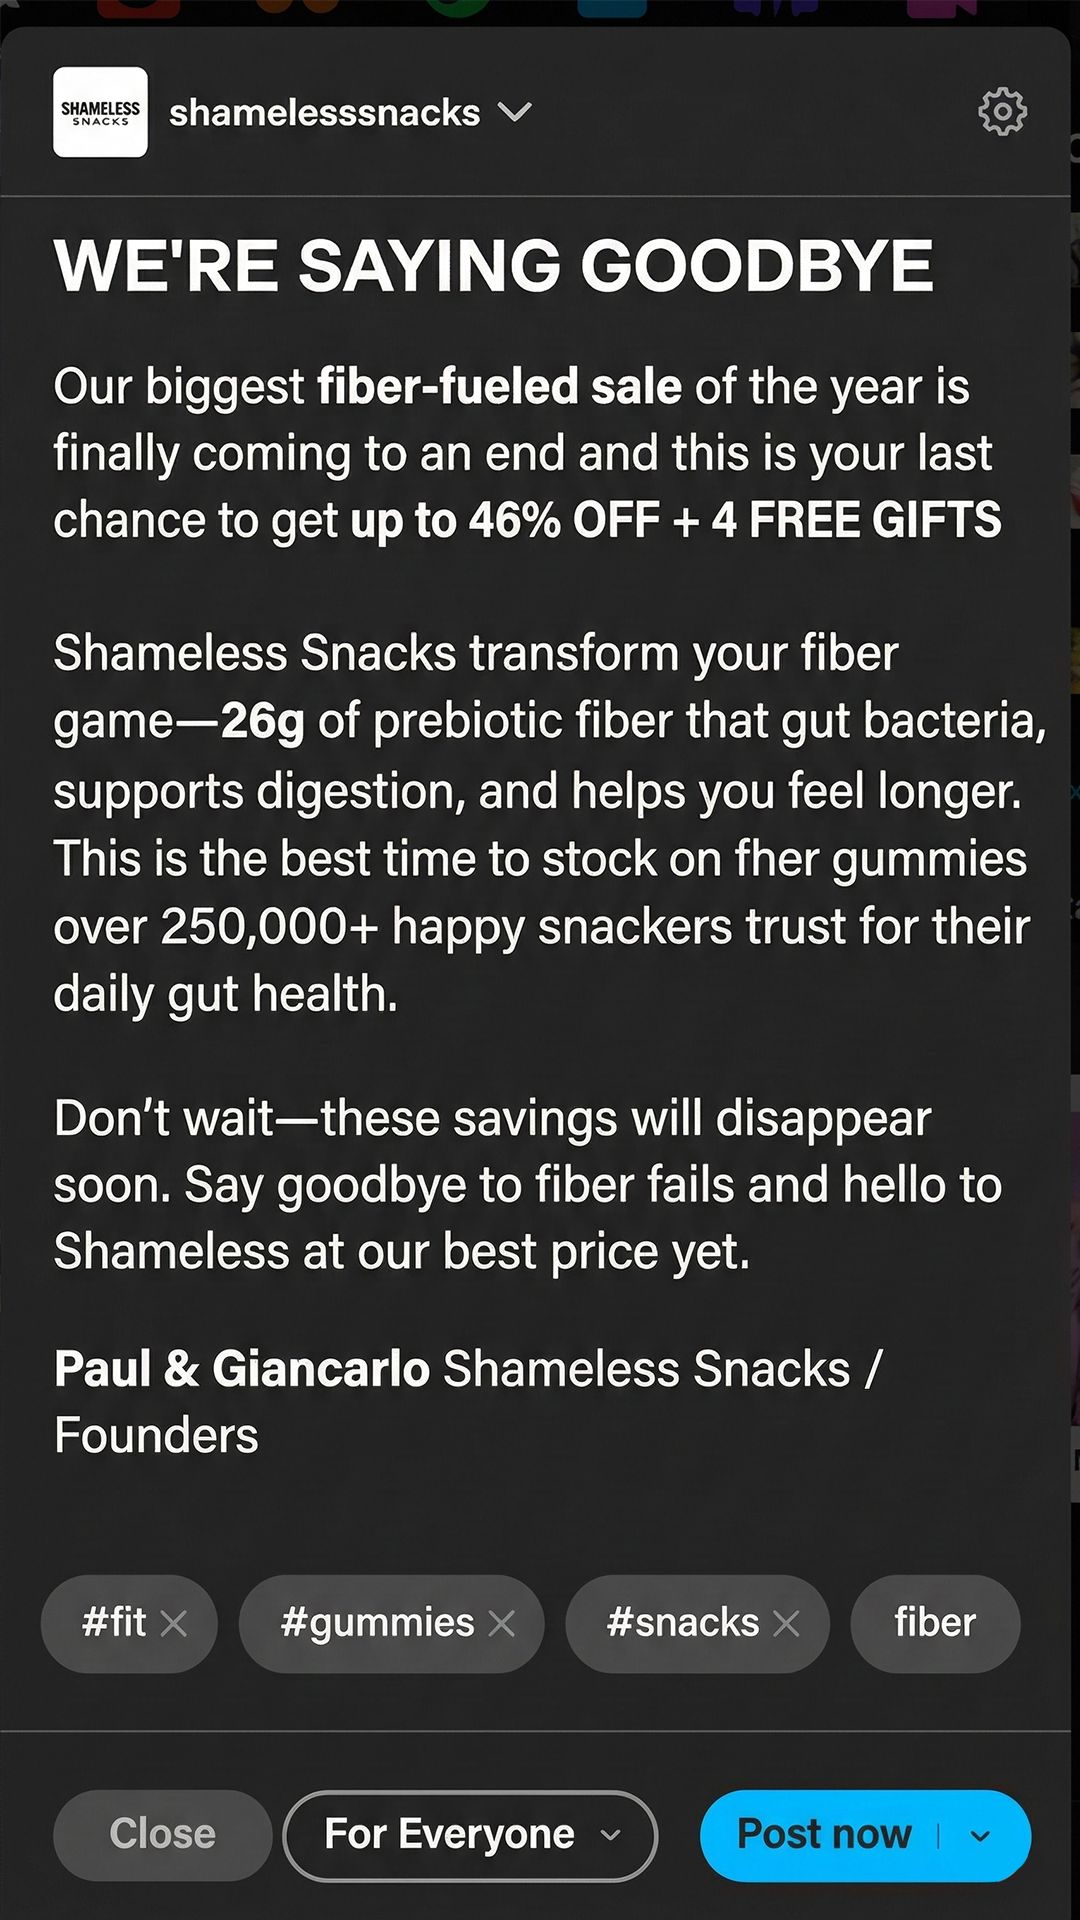 SHAMELESS
SNACKS
shamelesssnacks
WE'RE SAYING GOODBYE
Our biggest fiber-fueled sale of the year is
finally coming to an end and this is your last
chance to get up to 46% OFF + 4 FREE GIFTS
Shameless Snacks transform your fiber
game—26g of prebiotic fiber that gut bacteria,
supports digestion, and helps you feel longer.
This is the best time to stock on fher gummies
over 250,000+ happy snackers trust for their
daily gut health.
Don’t wait—these savings will disappear
soon. Say goodbye to fiber fails and hello to
Shameless at our best price yet.
Paul & Giancarlo Shameless Snacks /
Founders
#fit #gummies #snacks fiber
Close For Everyone Post now